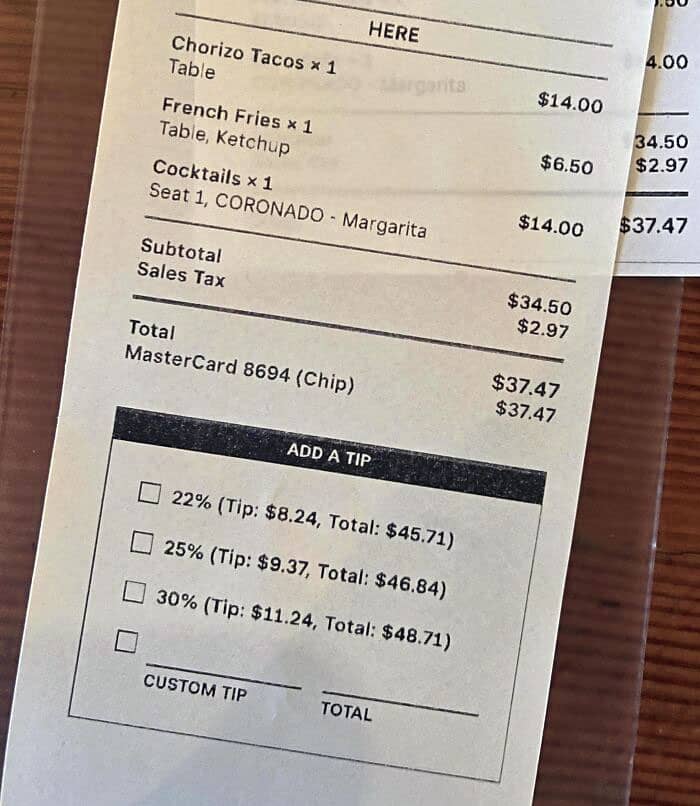 HERE
Chorizo Tacos × 1
Table
$14.00
French Fries × 1
Table, Ketchup
$6.50
Cocktails × 1
Seat 1, CORONADO - Margarita
$14.00
Subtotal
$34.50
Sales Tax
$2.97
Total
$37.47
MasterCard 8694 (Chip)
$37.47
ADD A TIP
22% (Tip: $8.24, Total: $45.71)
25% (Tip: $9.37, Total: $46.84)
30% (Tip: $11.24, Total: $48.71)
CUSTOM TIP
TOTAL
4.00
34.50
$2.97
$37.47
Margarita